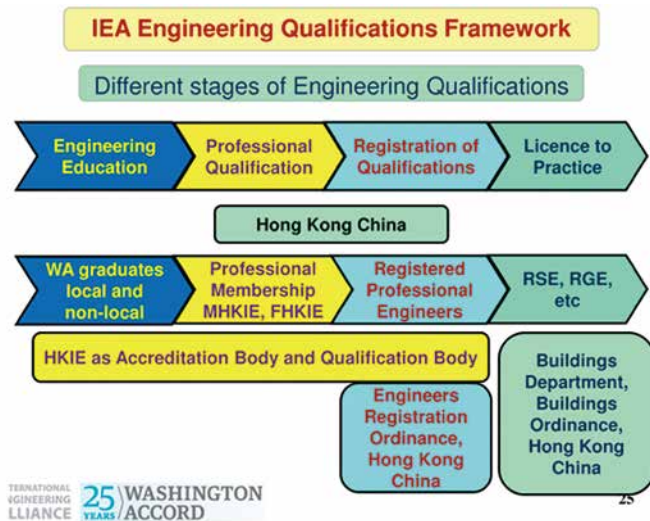 IEA Engineering Qualifications Framework
Different stages of Engineering Qualifications
Engineering
Education
Professional
Qualification
Registration of
Qualifications
Licence to
Practice
Hong Kong China
WA graduates
local and
non-local
Professional
Membership
MHKIE, FHKIE
Registered
Professional
Engineers
RSE, RGE,
etc
HKIE as Accreditation Body and Qualification Body
Engineers
Registration
Ordinance,
Hong Kong
China
Buildings
Department,
Buildings
Ordinance,
Hong Kong
China
TERNATIONAL
NGINEERING
LLIANCE
25
YEARS
WASHINGTON
ACCORD
25